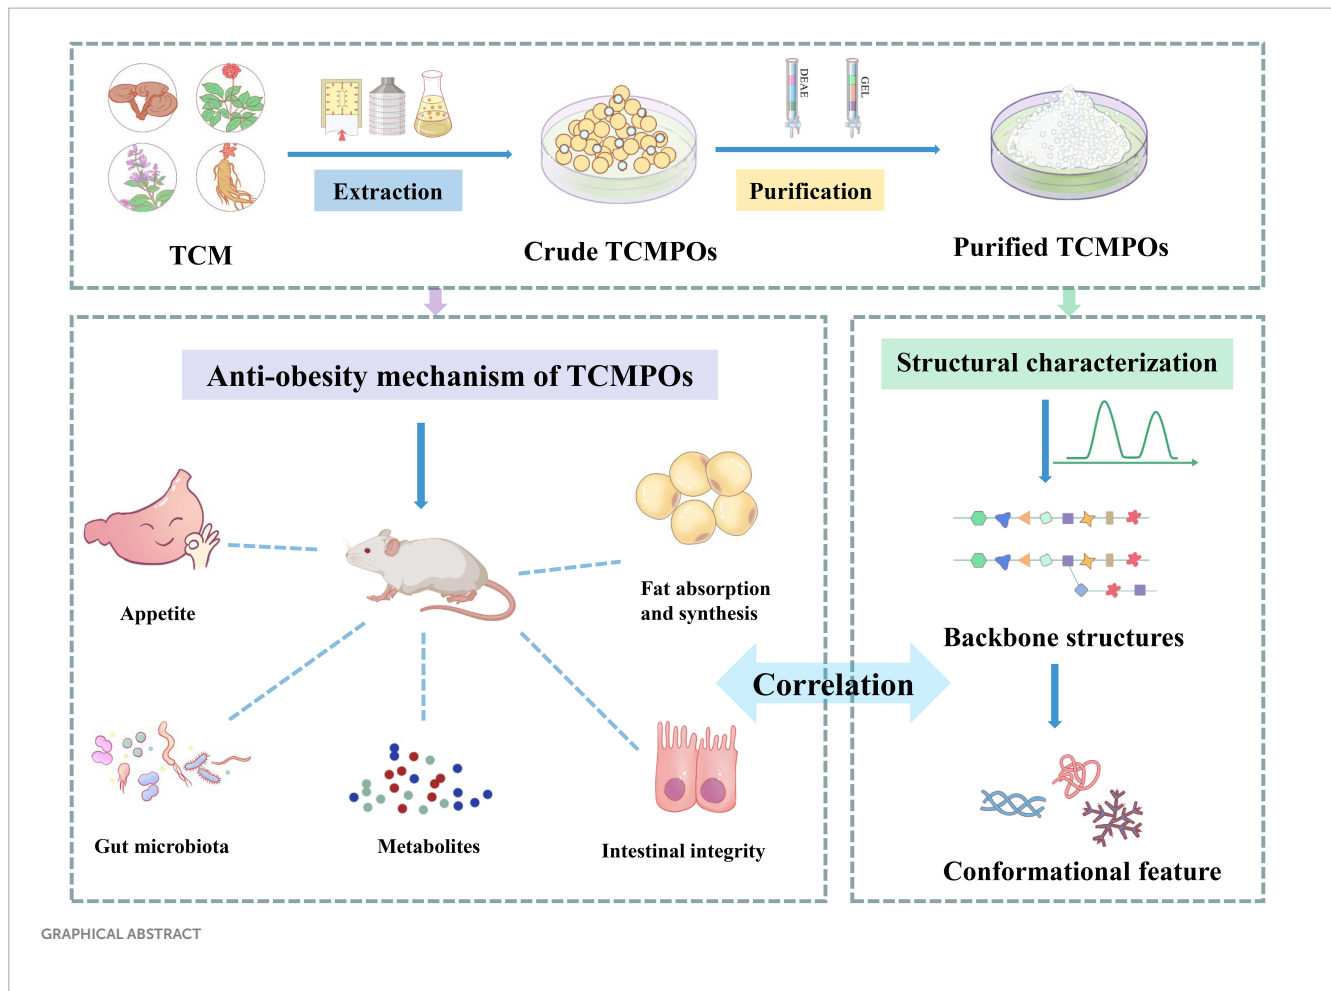 DEAE
GEL
Extraction
Purification
TCM
Crude TCMPOs
Purified TCMPOs
Anti-obesity mechanism of TCMPOs
Appetite
Fat absorption
and synthesis
Gut microbiota
Metabolites
Intestinal integrity
Correlation
Structural characterization
Backbone structures
Conformational feature
GRAPHICAL ABSTRACT